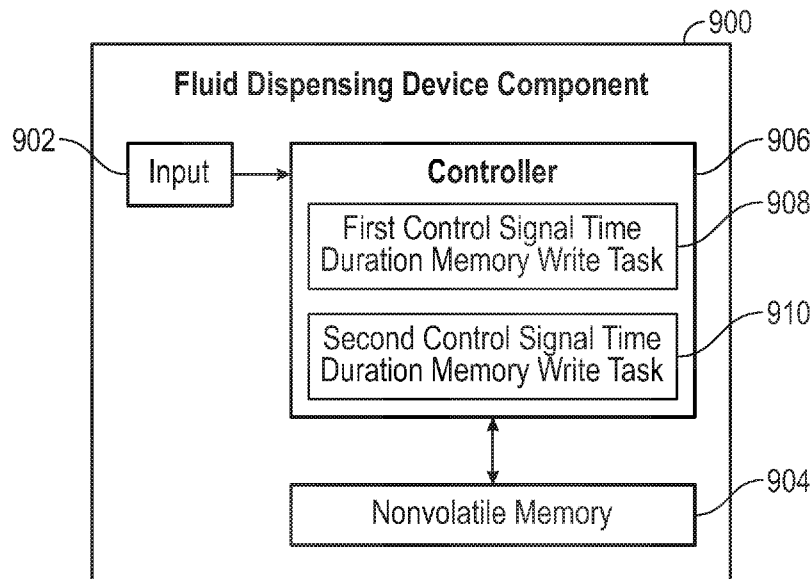 900
Fluid Dispensing Device Component
902
Input
Controller
906
First Control Signal Time
Duration Memory Write Task
908
Second Control Signal Time
Duration Memory Write Task
910
Nonvolatile Memory
904